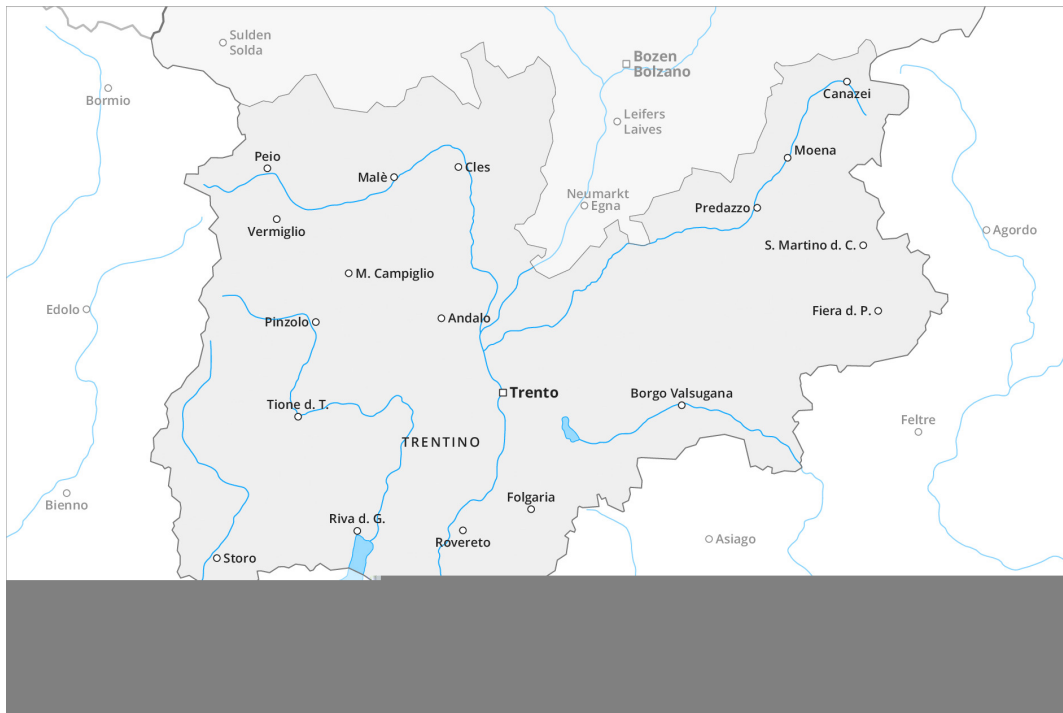 Sulden
Solda
Bozen
Bolzano
Bormio
Canazei
Leifers
Laives
Moena
Peio
Malè
Cles
Neumarkt
Egna
Predazzo
Vermiglio
Agordo
S. Martino d. C.
M. Campiglio
Edolo
Pinzolo
Andalo
Fiera d. P.
Trento
Borgo Valsugana
Tione d. T.
Feltre
TRENTINO
Bienno
Folgaria
Riva d. G.
Rovereto
Asiago
Storo